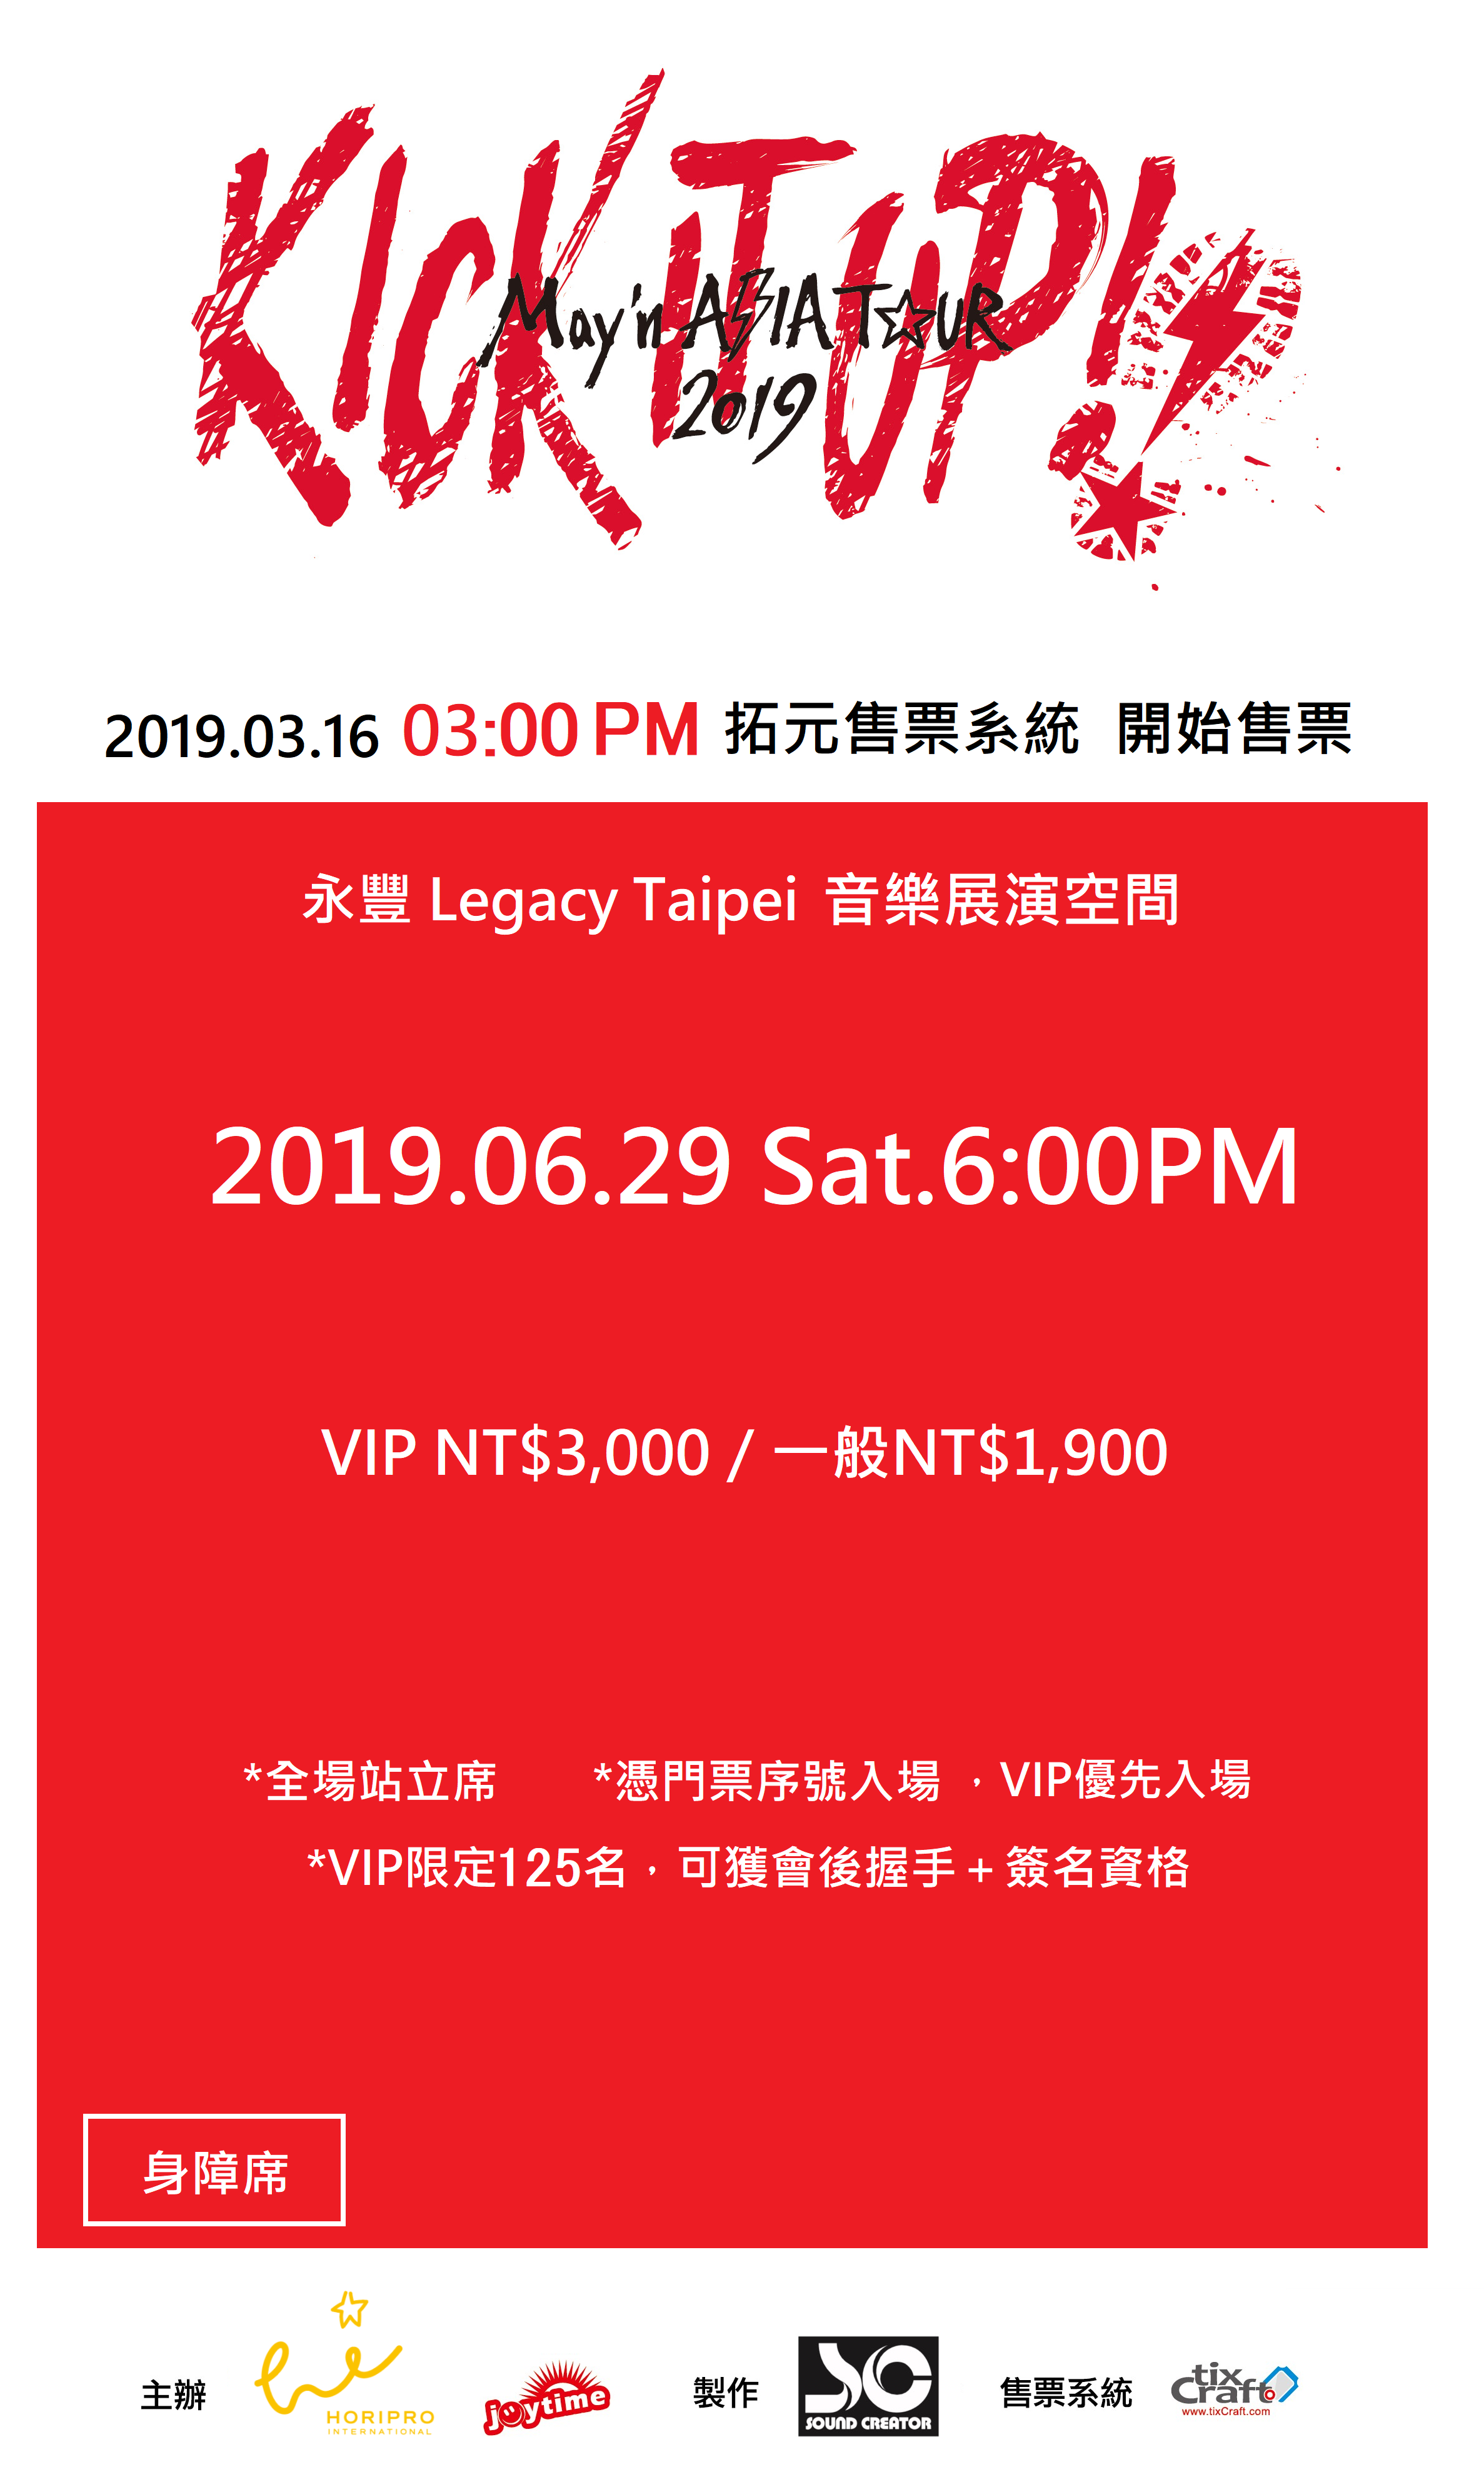 KICK IT UP!
May'n ASIA TOUR
2019
2019.03.16 03:00 PM 拓元售票系統 開始售票
永豐 Legacy Taipei 音樂展演空間
2019.06.29 Sat.6:00PM
VIP NT$3,000 / 一般NT$1,900
*全場站立席 *憑門票序號入場 ，VIP優先入場
*VIP限定125名，可獲會後握手+簽名資格
身障席
主辦 hi HORIPRO INTERNATIONAL joytime 製作 SC SOUND CREATOR 售票系統 tixCraft www.tixCraft.com